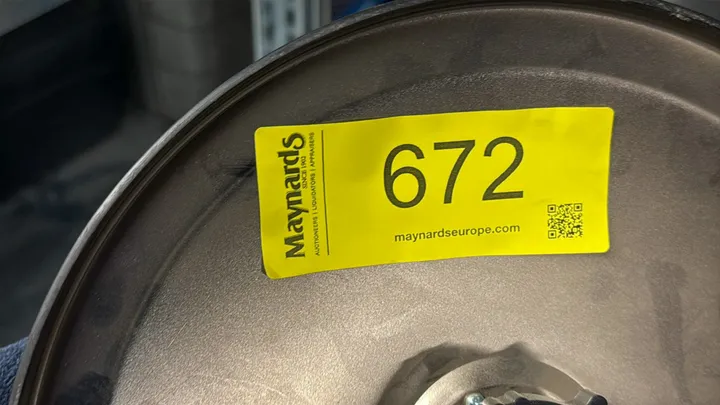 Maynards
SINCE 1902
AUCTIONEERS | LIQUIDATORS | APPRAISERS
672
maynardseurope.com